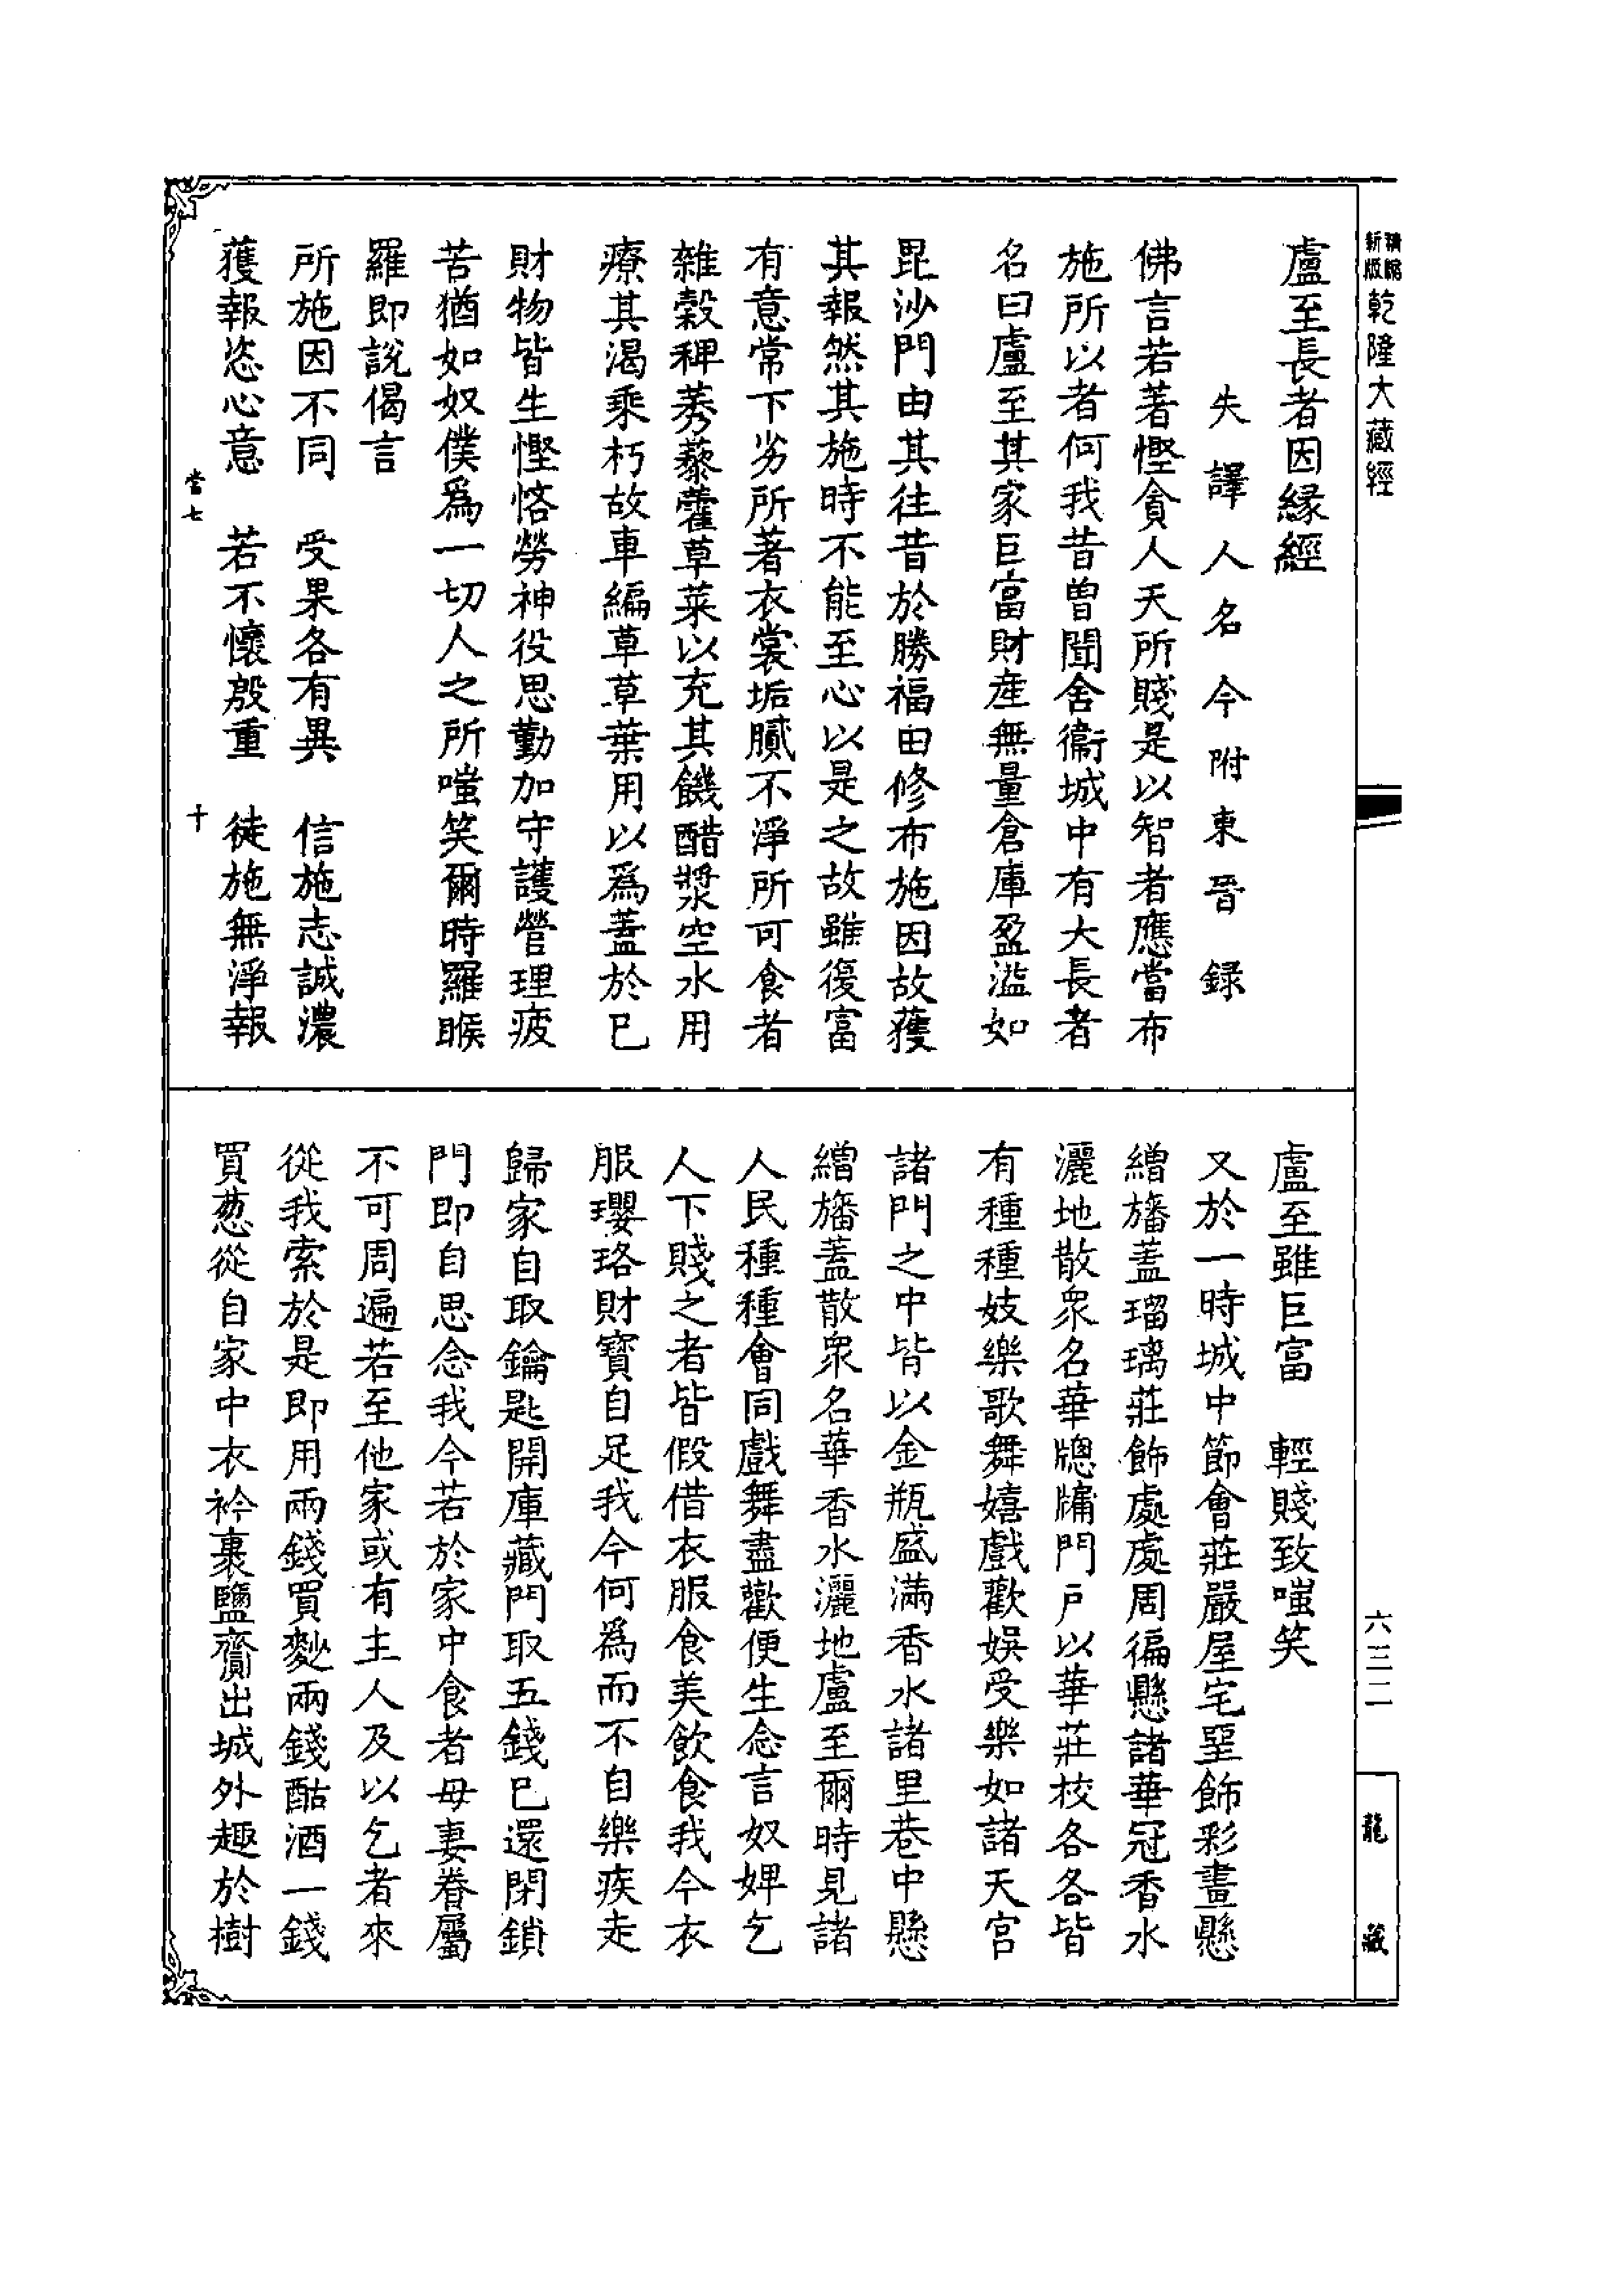 精縮新版乾隆大藏經
盧至長者因緣經
失譯人名今附東晉錄
佛言若著慳貪人天所賤是以智者應當布
施所以者何我昔曾聞舍衞城中有大長者
名曰盧至其家巨富財産無量倉庫盈溢如
毘沙門由其往昔於勝福田修布施因故獲
其報然其施時不能至心以是之故雖復富
有意常下劣所著衣裳垢膩不淨所可食者
雜穀稗莠藜藿草菜以充其饑酢漿空水用
療其渴乘朽故車編草草葉用以爲蓋於已
財物皆生慳悋勞神役思勤加守護營理疲
苦猶如奴僕爲一切人之所嗤笑爾時羅睺
羅即說偈言
所施因不同 受果各有異 信施志誠濃
獲報恣心意 若不懷殷重 徒施無淨報
當七 十
盧至雖巨富 輕賤致嗤笑
又於一時城中節會莊嚴屋宅堊飾彩畫懸
繒旛蓋瑠璃莊飾處處周徧懸諸華冠香水
灑地散衆名華牎牖門戶以華莊校各各皆
有種種妓樂歌舞嬉戲歡娛受樂如諸天宮
諸門之中皆以金瓶盛滿香水諸里巷中懸
繒旛蓋散衆名華香水灑地盧至爾時見諸
人民種種會同戲舞盡歡便生念言奴婢乞
人下賤之者皆假借衣服食美飲食我今衣
服瓔珞財寶自足我今何爲而不自樂疾走
歸家自取鑰匙開庫藏門取五錢已還閉鎖
門即自思念我今若於家中食者母妻眷屬
不可周遍若至他家或有主人及以乞者來
從我索於是即用兩錢買麨兩錢酤酒一錢
買葱從自家中衣衿裹鹽齎出城外趣於樹
六三二
龍藏